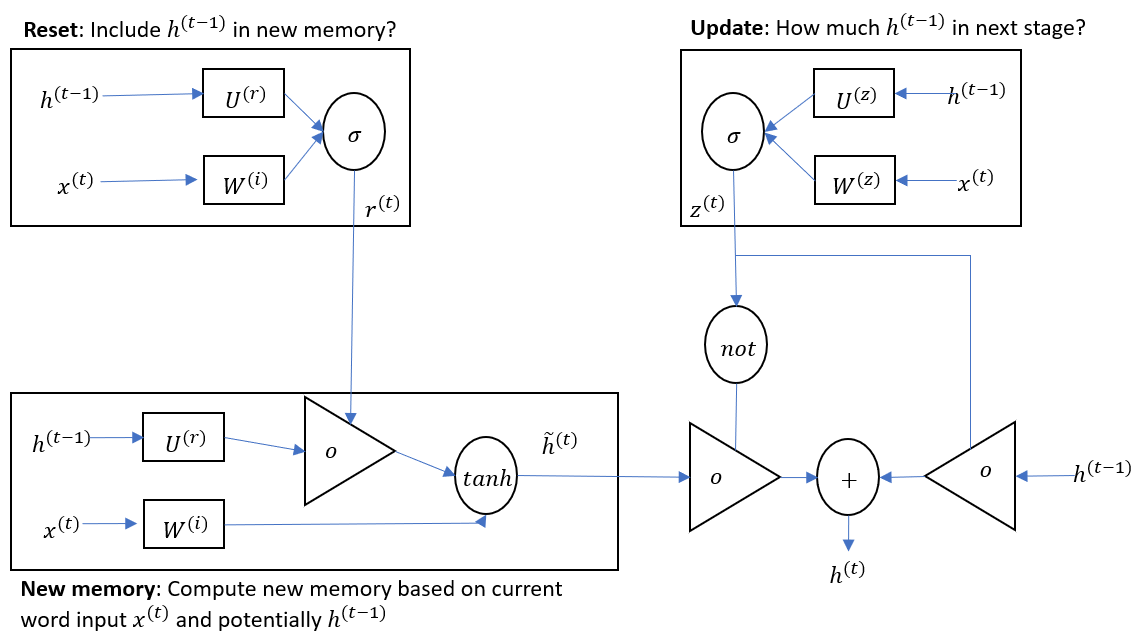 Reset: Include h^(t−1) in new memory?
h^(t−1)
U^(r)
σ
x^(t)
W^(i)
r^(t)
Update: How much h^(t−1) in next stage?
σ
U^(z)
h^(t−1)
W^(z)
x^(t)
z^(t)
not
h^(t−1)
U^(r)
o
x^(t)
W^(i)
tanh
h̃^(t)
o
+
o
h^(t−1)
h^(t)
New memory: Compute new memory based on current
word input x^(t) and potentially h^(t−1)